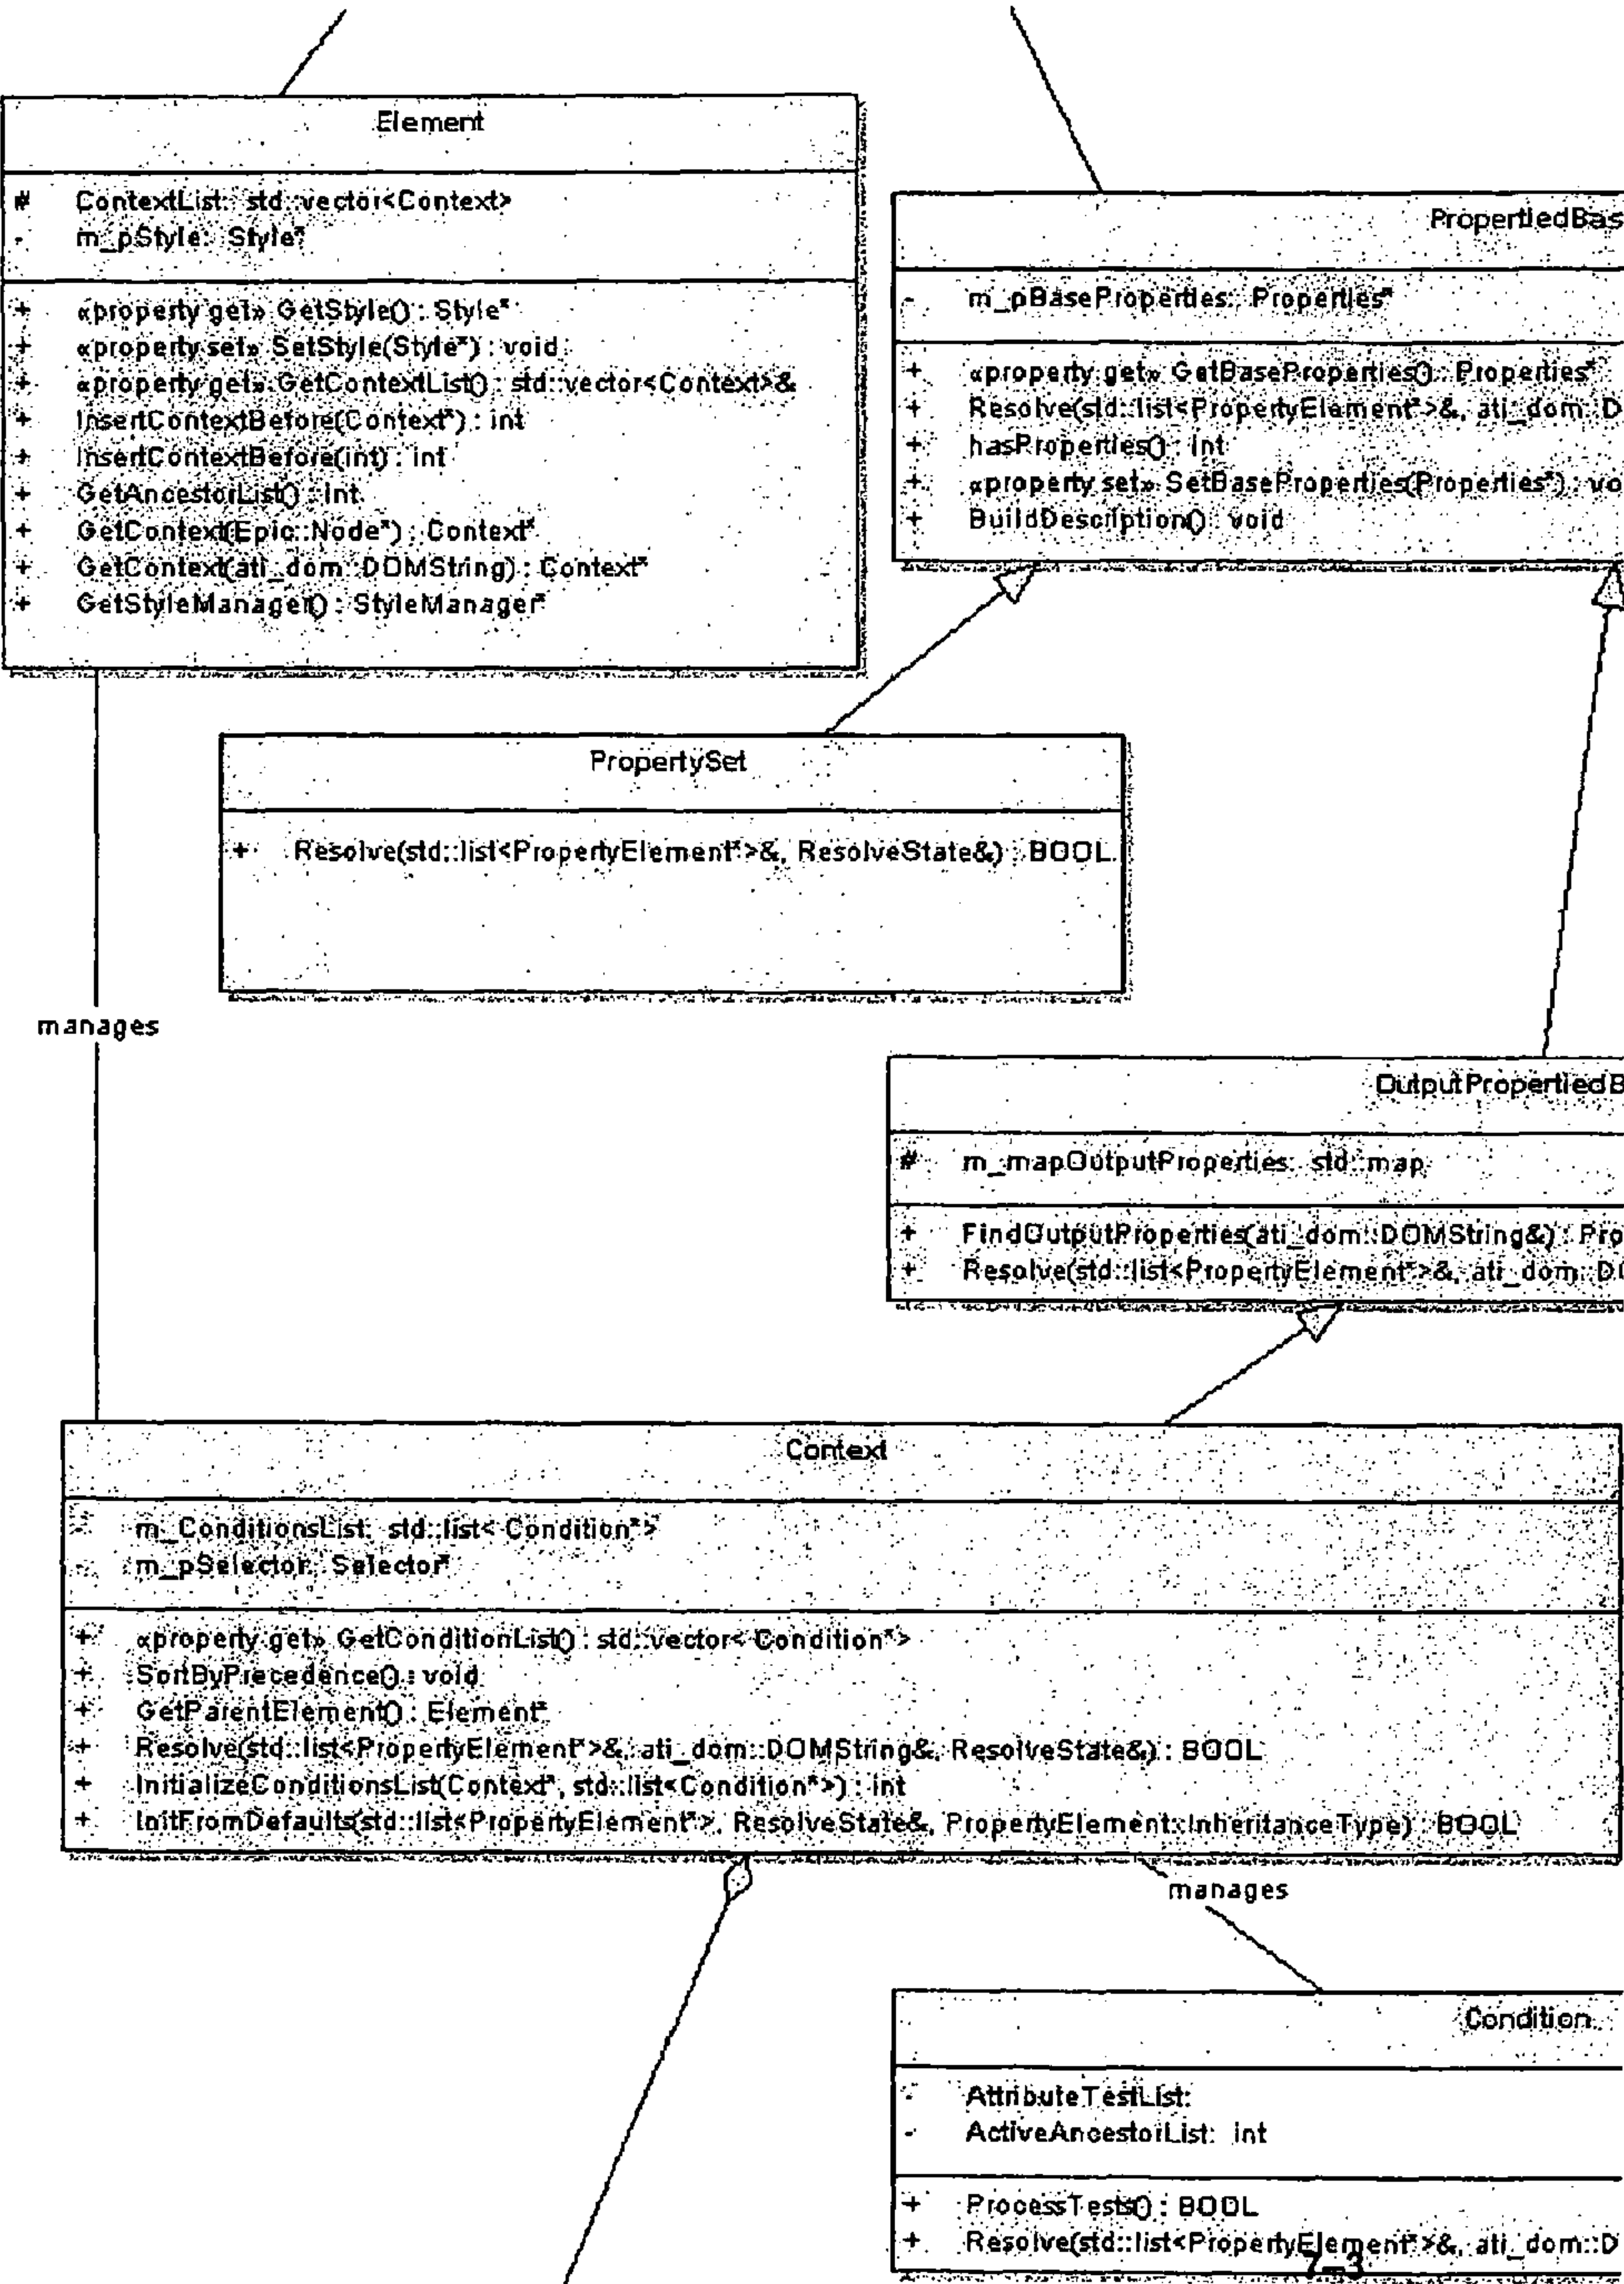 Element
# ContextList: std::vector<Context>
- m_pStyle: Style*
+ «property get» GetStyle() : Style*
+ «property set» SetStyle(Style*) : void
+ «property get» GetContextList() : std::vector<Context>&
+ InsertContextBefore(Context*) : int
+ InsertContextBefore(int) : int
+ GetAncestorList() : int
+ GetContext(Epic::Node*) : Context*
+ GetContext(ati_dom::DOMString) : Context*
+ GetStyleManager() : StyleManager*
PropertiedBas
- m_pBaseProperties: Properties*
+ «property get» GetBaseProperties() : Properties*
+ Resolve(std::list<PropertyElement*>&, ati_dom::D
+ hasProperties() : int
+ «property set» SetBaseProperties(Properties*) : vo
+ BuildDescription() : void
PropertySet
+ Resolve(std::list<PropertyElement*>&, ResolveState&) : BOOL
manages
OutputPropertiedB
# m_mapOutputProperties: std::map
+ FindOutputProperties(ati_dom::DOMString&) : Pro
+ Resolve(std::list<PropertyElement*>&, ati_dom::DO
Context
- m_ConditionsList: std::list< Condition*>
- m_pSelector: Selector*
+ «property get» GetConditionList() : std::vector< Condition*>
+ SortByPrecedence() : void
+ GetParentElement() : Element*
+ Resolve(std::list<PropertyElement*>&, ati_dom::DOMString&, ResolveState&) : BOOL
+ InitializeConditionsList(Context*, std::list<Condition*>) : int
+ InitFromDefaults(std::list<PropertyElement*>, ResolveState&, PropertyElement::InheritanceType) : BOOL
manages
Condition
- AttributeTestList:
- ActiveAncestorList: int
+ ProcessTests() : BOOL
+ Resolve(std::list<PropertyElement*>&, ati_dom::D
7-3